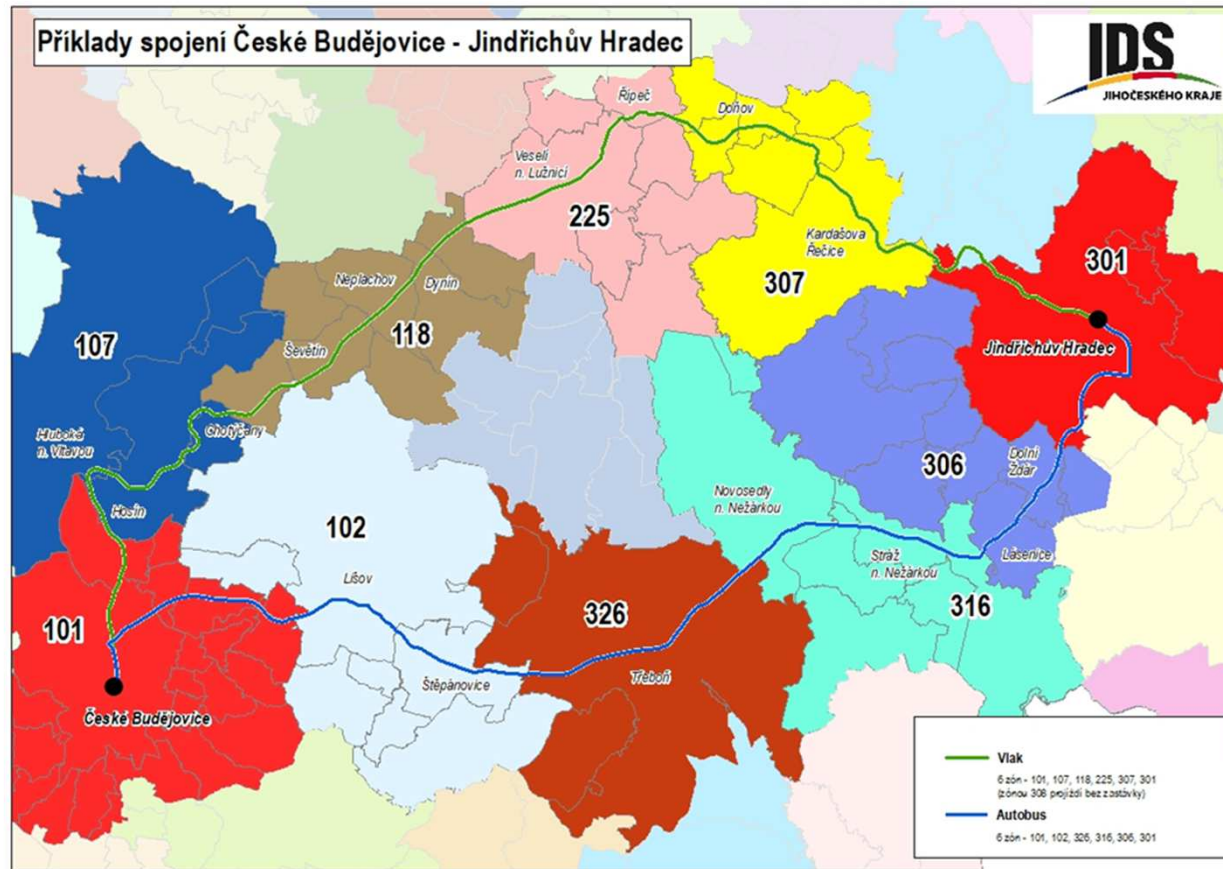 Příklady spojení České Budějovice - Jindřichův Hradec
IDS
JIHOČESKÉHO KRAJE
Řípeč
Doňov
Veselí
n. Lužnicí
225
Kardašova
Řečice
307
301
Neplachov
Dynín
118
Ševětín
107
Jindřichův Hradec
Chotýčany
Hluboká
n. Vltavou
Hosín
306
Dolní
Žďár
Novosedly
n. Nežárkou
102
Stráž
n. Nežárkou
Lásenice
Lišov
316
101
326
Štěpánovice
Třeboň
České Budějovice
Vlak
6 zón - 101, 107, 118, 225, 307, 301
(zónou 308 projíždí bez zastávky)
Autobus
6 zón - 101, 102, 326, 316, 306, 301